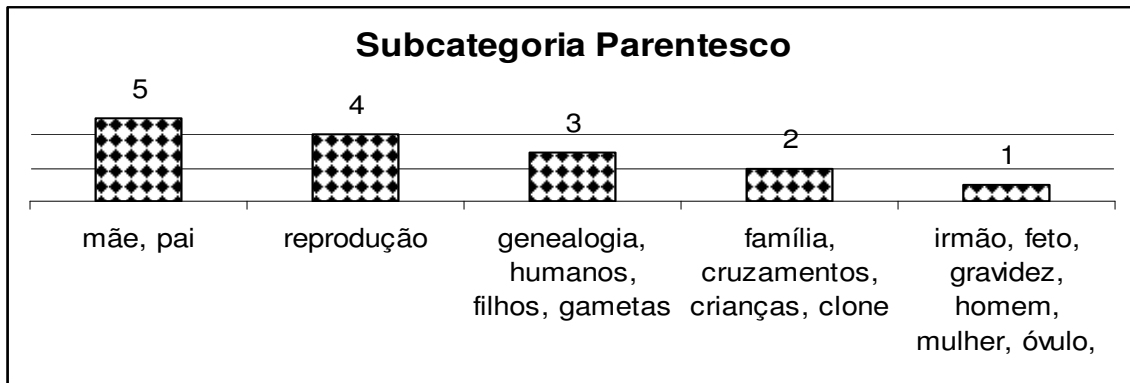 Subcategoria Parentesco
5
4
3
2
1
mãe, pai
reprodução
genealogia,
humanos,
filhos, gametas
família,
cruzamentos,
crianças, clone
irmão, feto,
gravidez,
homem,
mulher, óvulo,